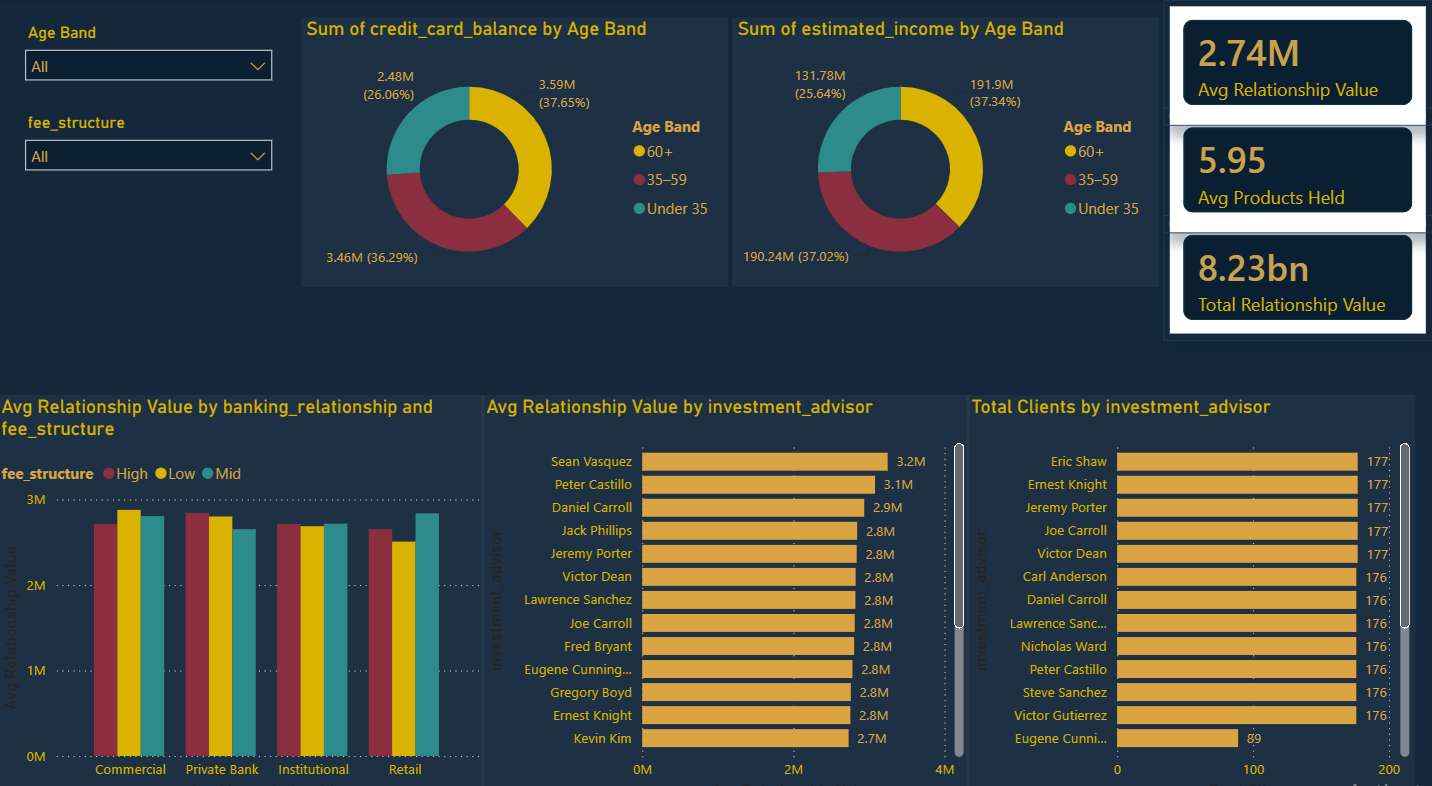 Age Band
All
fee_structure
All
Sum of credit_card_balance by Age Band
2.48M
(26.06%)
3.59M
(37.65%)
3.46M (36.29%)
Age Band
60+
35–59
Under 35
Sum of estimated_income by Age Band
131.78M
(25.64%)
191.9M
(37.34%)
190.24M (37.02%)
Age Band
60+
35–59
Under 35
2.74M
Avg Relationship Value
5.95
Avg Products Held
8.23bn
Total Relationship Value
Avg Relationship Value by banking_relationship and
fee_structure
fee_structure High Low Mid
Avg Relationship Value
3M
2M
1M
0M
Commercial Private Bank Institutional Retail
Avg Relationship Value by investment_advisor
investment_advisor
Sean Vasquez 3.2M
Peter Castillo 3.1M
Daniel Carroll 2.9M
Jack Phillips 2.8M
Jeremy Porter 2.8M
Victor Dean 2.8M
Lawrence Sanchez 2.8M
Joe Carroll 2.8M
Fred Bryant 2.8M
Eugene Cunning... 2.8M
Gregory Boyd 2.8M
Ernest Knight 2.8M
Kevin Kim 2.7M
0M 2M 4M
Total Clients by investment_advisor
investment_advisor
Eric Shaw 177
Ernest Knight 177
Jeremy Porter 177
Joe Carroll 177
Victor Dean 177
Carl Anderson 176
Daniel Carroll 176
Lawrence Sanc... 176
Nicholas Ward 176
Peter Castillo 176
Steve Sanchez 176
Victor Gutierrez 176
Eugene Cunni... 89
0 100 200